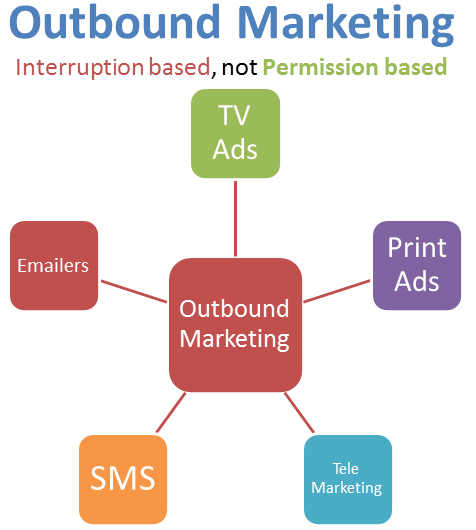 Outbound Marketing
Interruption based, not Permission based
TV
Ads
Emailers
Print
Ads
Outbound
Marketing
SMS
Tele
Marketing